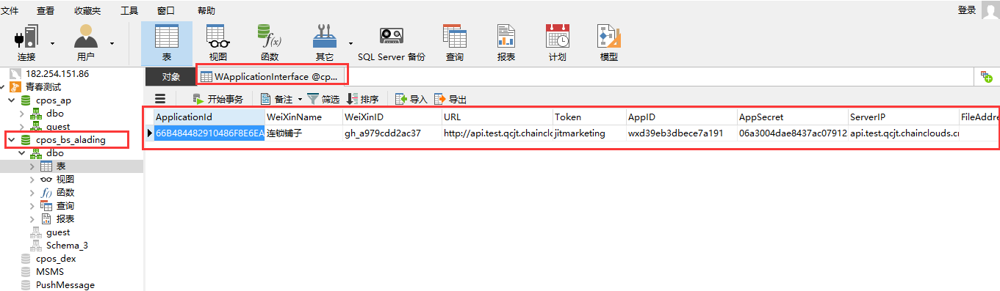 文件 查看 收藏夹 工具 窗口 帮助 登录
连接 用户 表 视图 函数 其它 SQL Server 备份 查询 报表 计划 模型
182.254.151.86
青春测试
cpos_ap
dbo
guest
cpos_bs_alading
dbo
表
视图
函数
查询
报表
guest
Schema_3
cpos_dex
MSMS
PushMessage
对象 WApplicationInterface @cp...
开始事务 备注 筛选 排序 导入 导出
ApplicationId WeiXinName WeiXinID URL Token AppID AppSecret ServerIP FileAddre
66B484482910486F8E6EA 连锁铺子 gh_a979cdd2ac37 http://api.test.qcjt.chainclo jitmarketing wxd39eb3dbece7a191 06a3004dae8437ac07912 api.test.qcjt.chainclouds.c